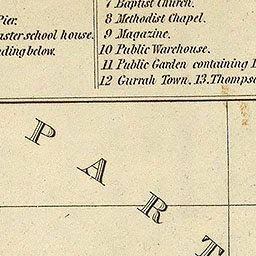 7 Baptist Church.
Pier.
8 Methodist Chapel.
aster school house.
9 Magazine.
nding below.
10 Public Warehouse.
11 Public Garden containing
12 Gurrah Town. 13. Thompso
PART